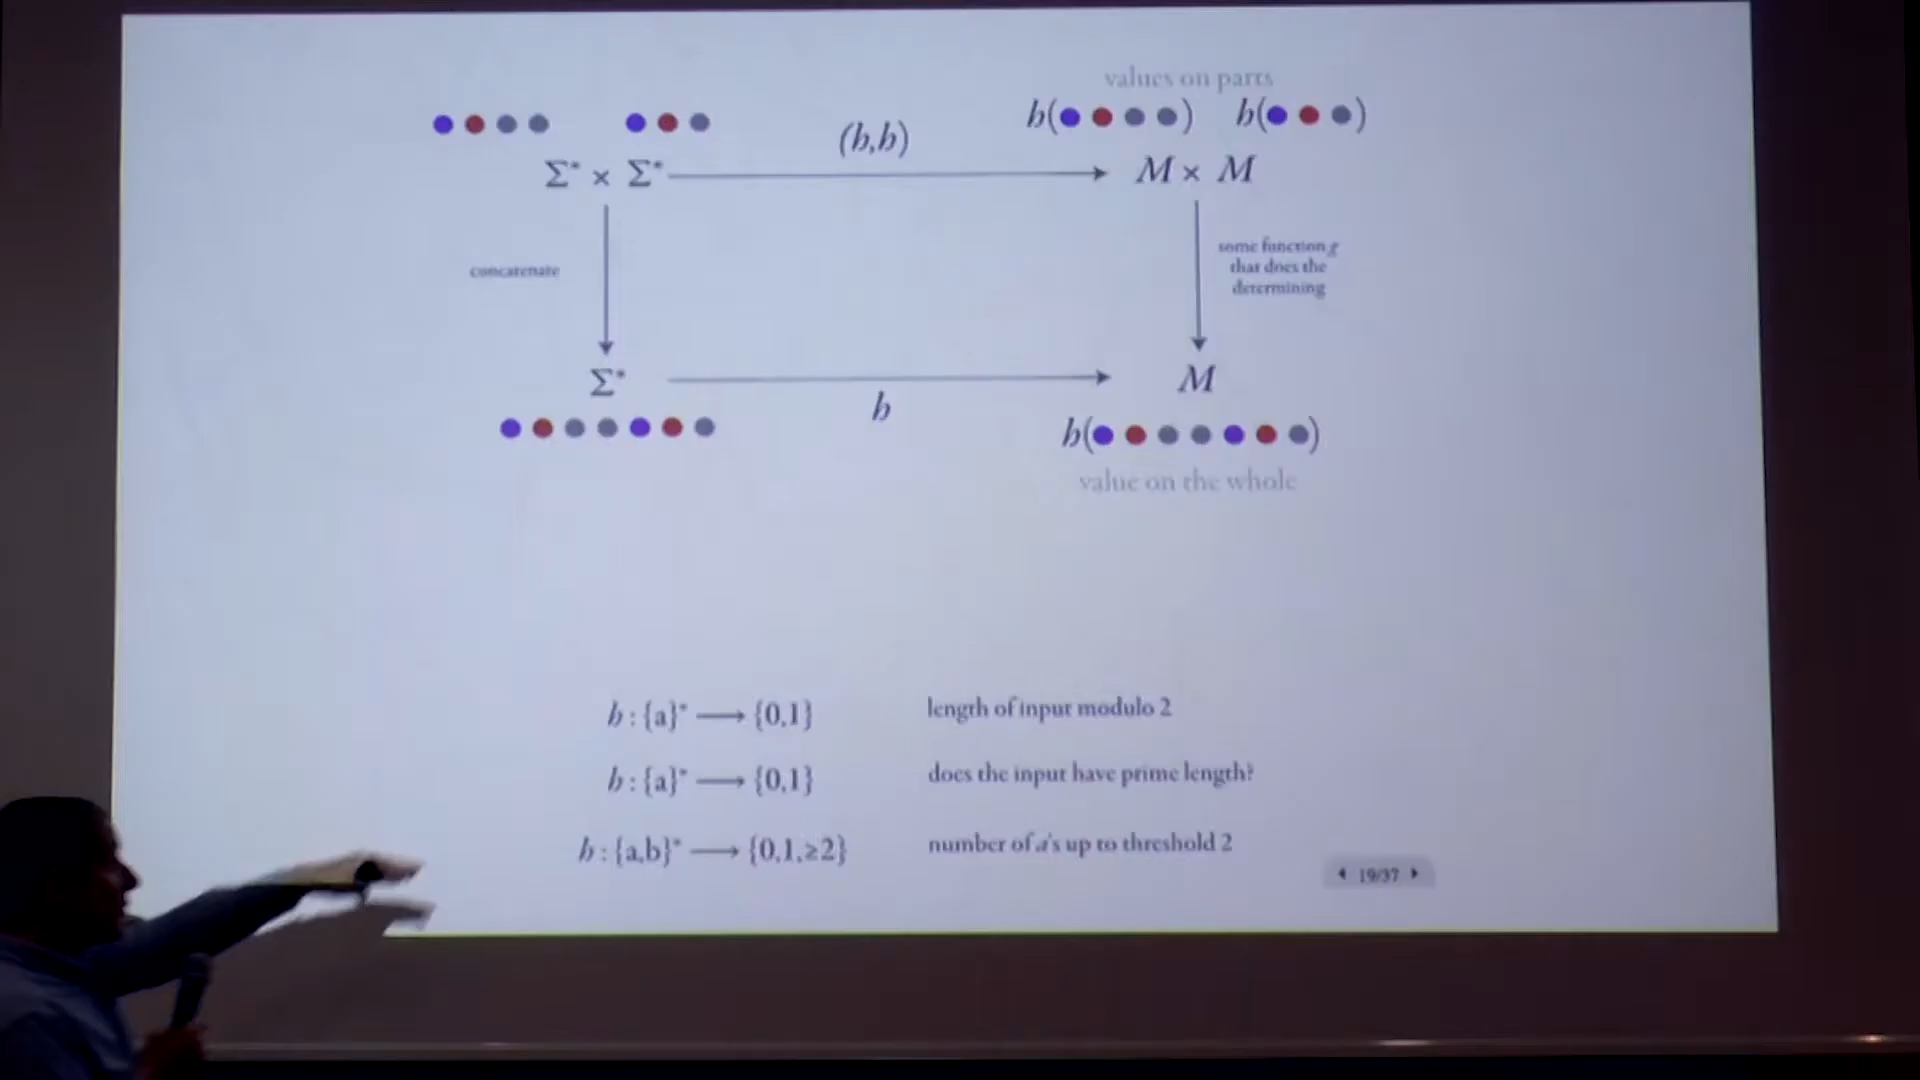 values on parts
h(    ) h(   )
(h,h)
Σ* × Σ* M × M
some function g
that does the
determining
concatenate
Σ* M
h
h(       )
value on the whole
h : {a}* ⟶ {0,1} length of input modulo 2
h : {a}* ⟶ {0,1} does the input have prime length?
h : {a,b}* ⟶ {0,1,≥2} number of a's up to threshold 2
19/37